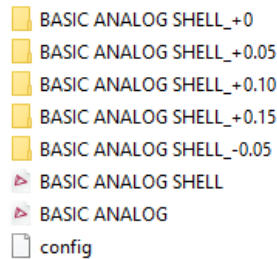 BASIC ANALOG SHELL_+0
BASIC ANALOG SHELL_+0.05
BASIC ANALOG SHELL_+0.10
BASIC ANALOG SHELL_+0.15
BASIC ANALOG SHELL_-0.05
BASIC ANALOG SHELL
BASIC ANALOG
config